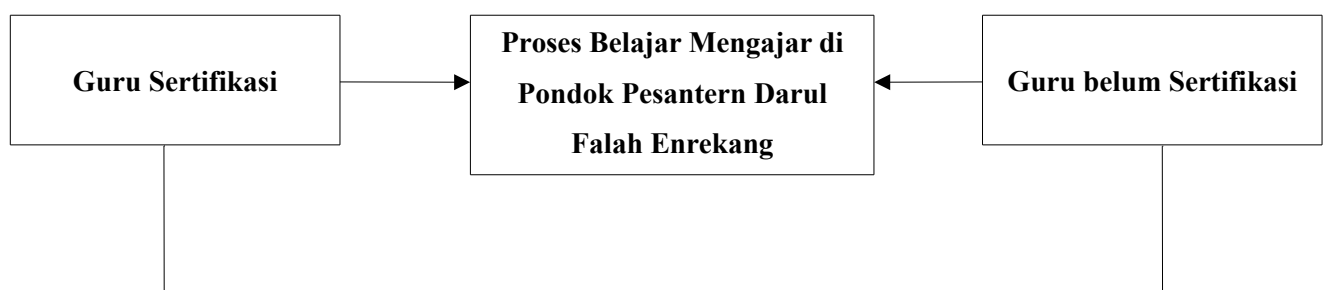 Guru Sertifikasi
Proses Belajar Mengajar di
Pondok Pesantern Darul
Falah Enrekang
Guru belum Sertifikasi